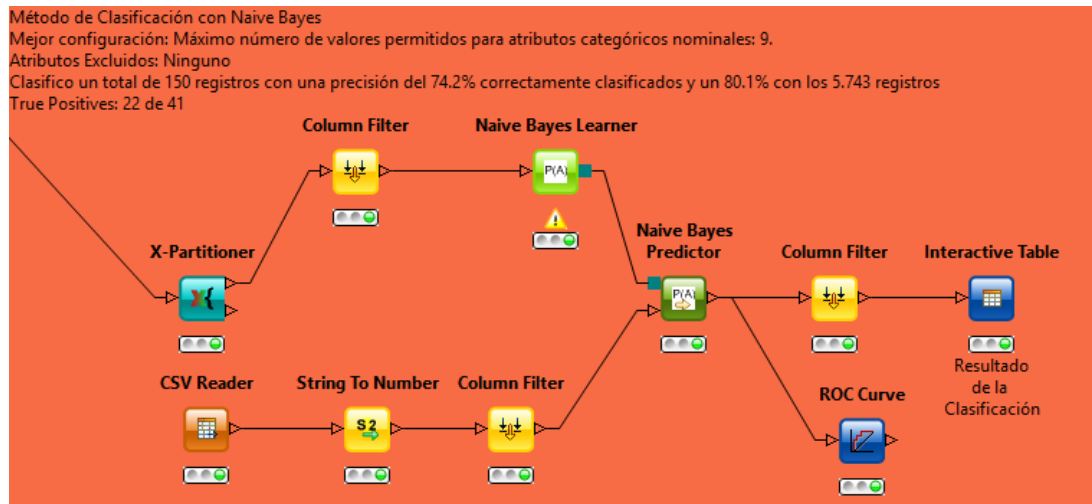 Método de Clasificación con Naive Bayes
Mejor configuración: Máximo número de valores permitidos para atributos categóricos nominales: 9.
Atributos Excluidos: Ninguno
Clasifico un total de 150 registros con una precisión del 74.2% correctamente clasificados y un 80.1% con los 5.743 registros
True Positives: 22 de 41
Column Filter
Naive Bayes Learner
P(A)
X-Partitioner
X{
Naive Bayes
Predictor
P(A)
Column Filter
Interactive Table
Resultado
de la
Clasificación
CSV Reader
String To Number
S2
Column Filter
ROC Curve